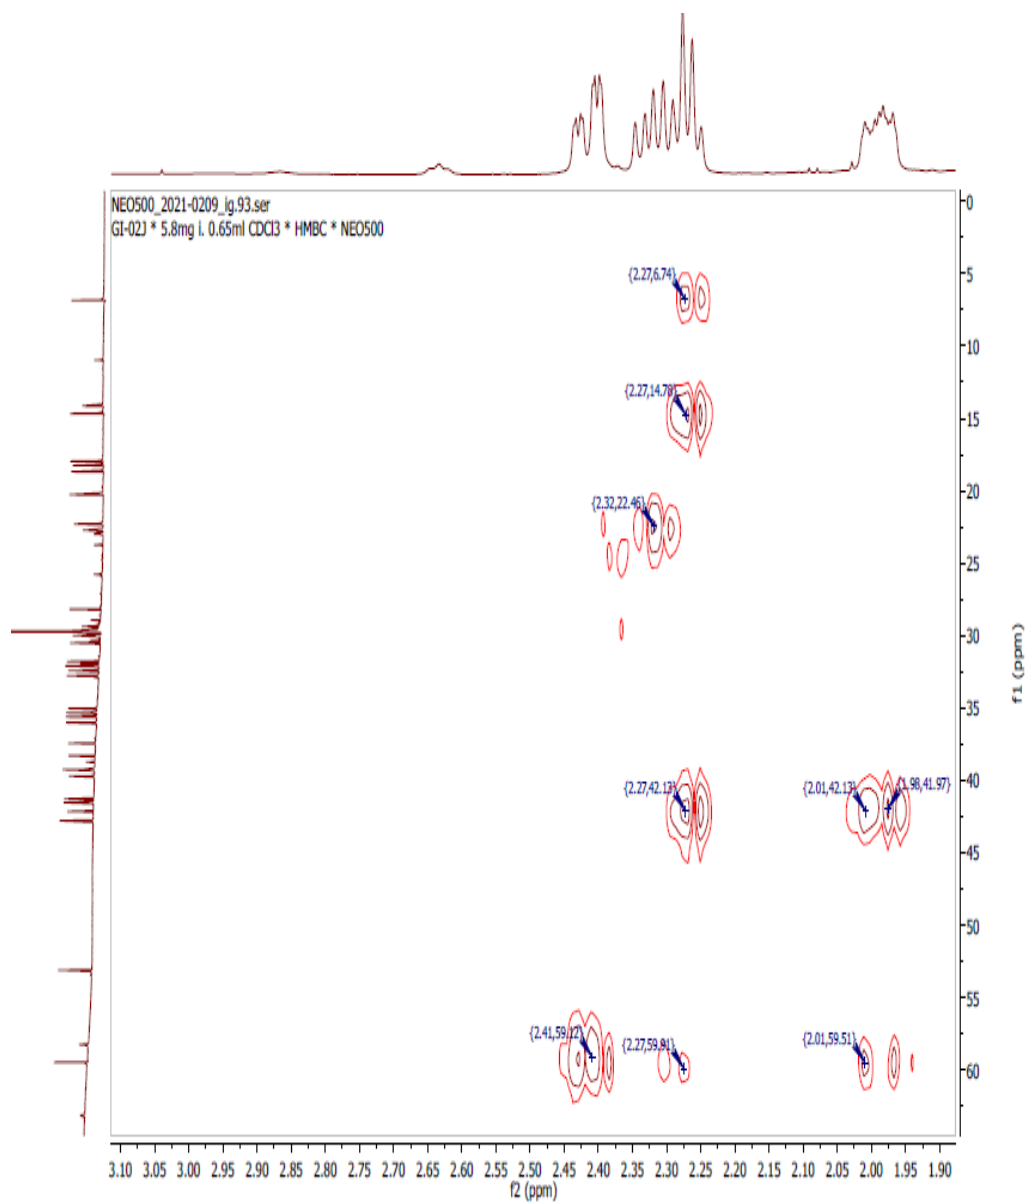 NEO500_2021-0209_ig.93.ser
GI-02J * 5.8mg i. 0.65ml CDCl3 * HMBC * NEO500
0
{2.27,6.74}
5
10
{2.27,14.78}
15
20
{2.32,22.46}
25
30
f1 (ppm)
35
40
{2.27,42.13} {2.01,42.13} {1.98,41.97}
45
50
55
{2.41,59.12} {2.27,59.91} {2.01,59.51}
60
3.10 3.05 3.00 2.95 2.90 2.85 2.80 2.75 2.70 2.65 2.60 2.55 2.50 2.45 2.40 2.35 2.30 2.25 2.20 2.15 2.10 2.05 2.00 1.95 1.90
f2 (ppm)